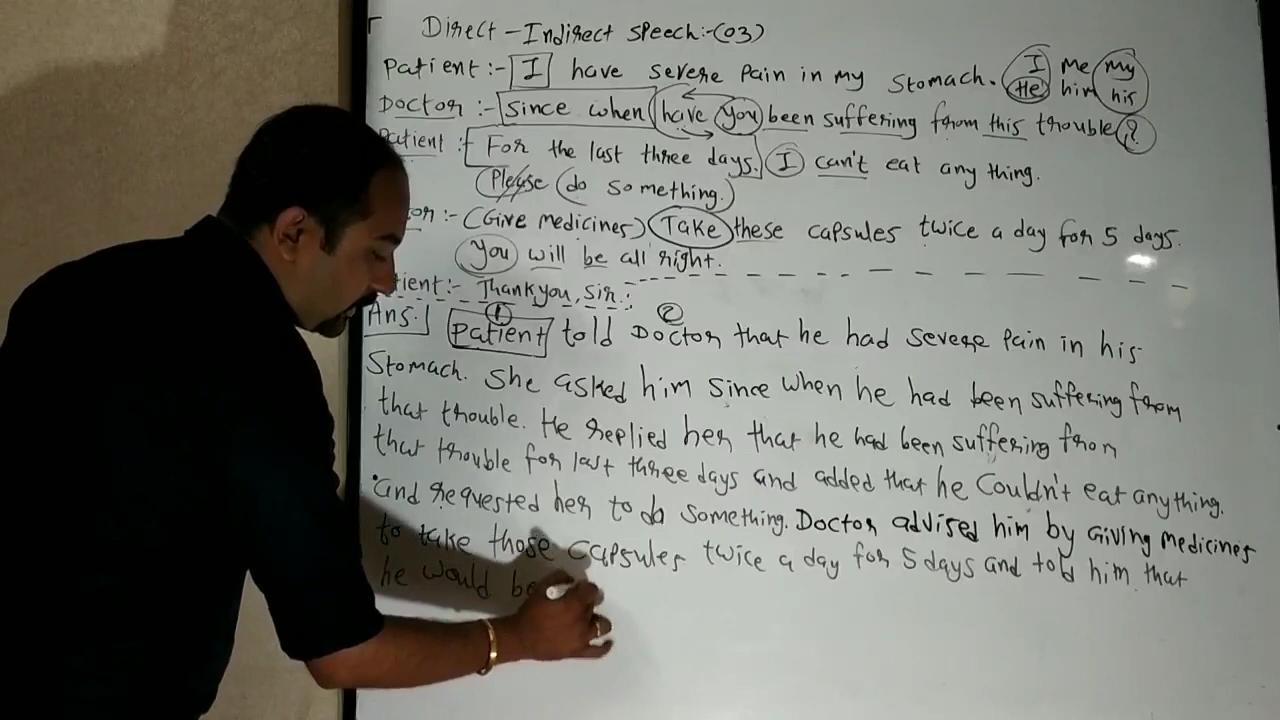 Direct - Indirect speech:-(03)
Patient :- I have severe pain in my stomach. I me my
He him his
Doctor :- since when have you been suffering from this trouble?
Patient :- For the last three days. I can't eat any thing.
Please do something.
tor :- (Give medicines) Take these capsules twice a day for 5 days.
You will be all right.
tient :- Thank you, sir.
Ans. ① ②
Patient told Doctor that he had severe pain in his
Stomach. She asked him since when he had been suffering from
that trouble. He replied her that he had been suffering from
that trouble for last three days and added that he couldn't eat anything.
and requested her to do something. Doctor advised him by giving medicines
to take those capsules twice a day for 5 days and told him that
he would be